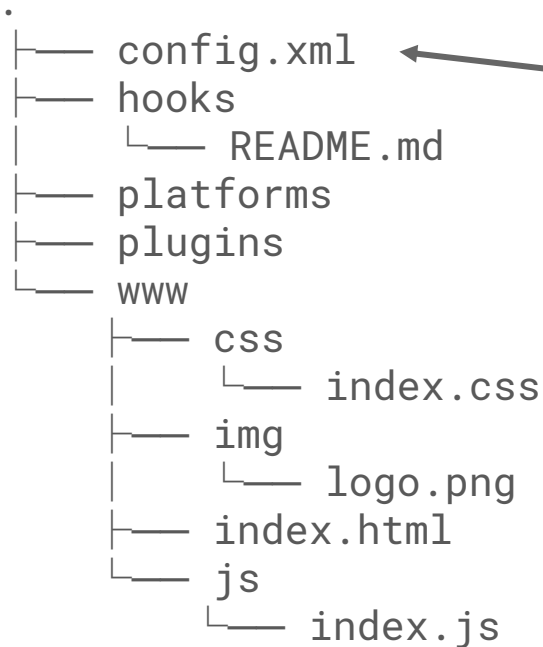 .
├── config.xml
├── hooks
│   └── README.md
├── platforms
├── plugins
└── www
    ├── css
    │   └── index.css
    ├── img
    │   └── logo.png
    ├── index.html
    └── js
        └── index.js